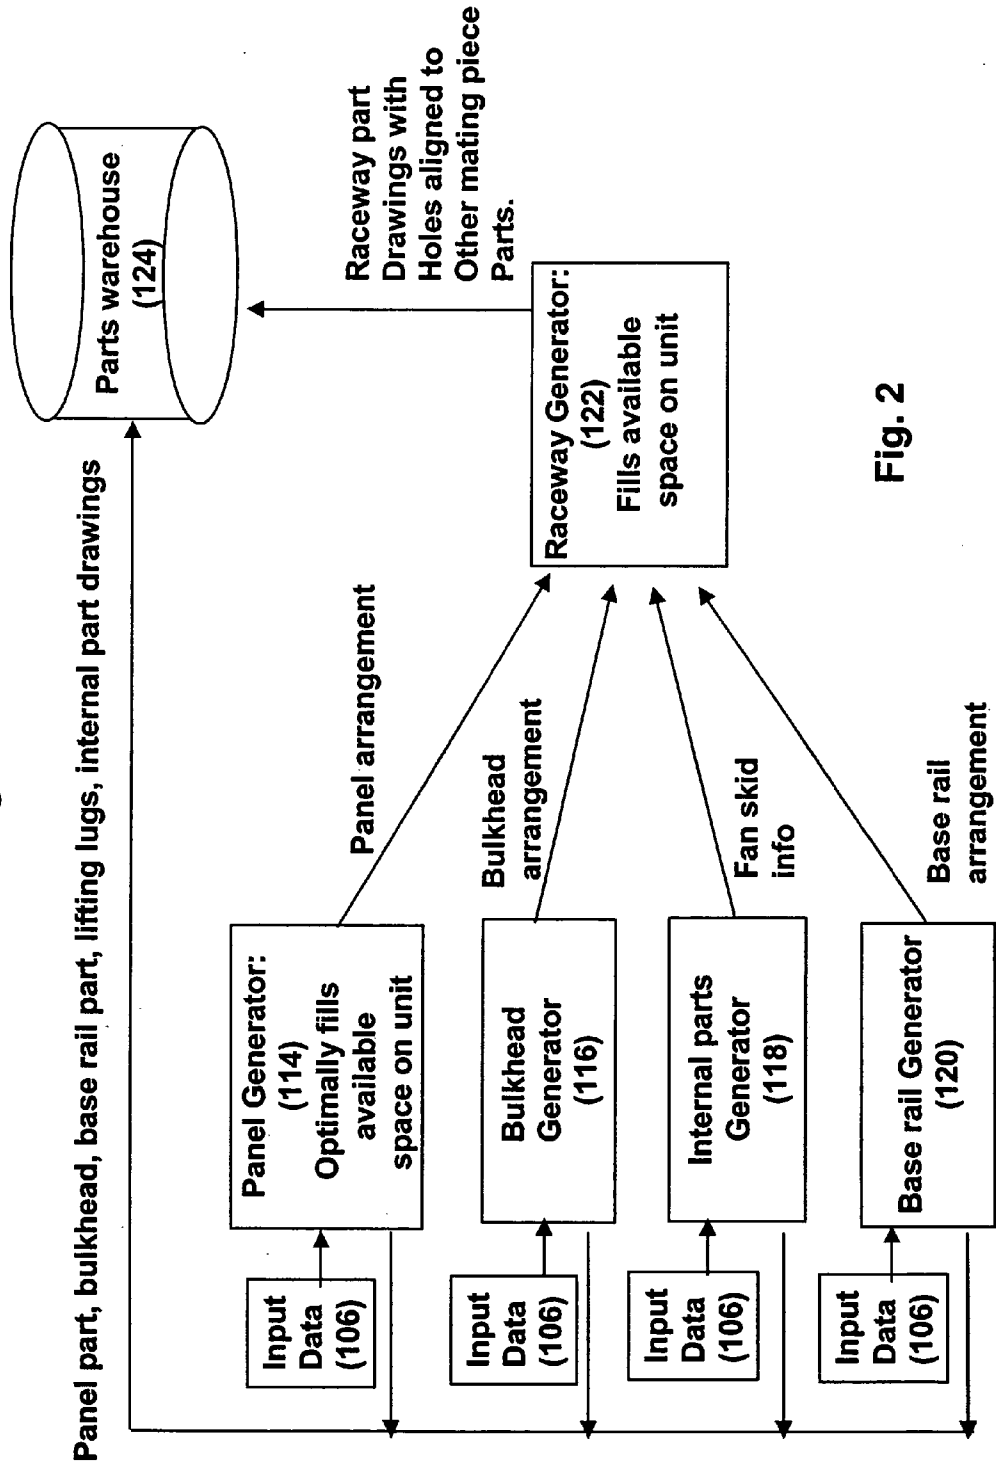 Panel part, bulkhead, base rail part, lifting lugs, internal part drawings
Parts warehouse
(124)
Input
Data
(106)
Panel Generator:
(114)
Optimally fills
available
space on unit
Panel arrangement
Input
Data
(106)
Bulkhead
Generator
(116)
Bulkhead
arrangement
Input
Data
(106)
Internal parts
Generator
(118)
Fan skid
info
Input
Data
(106)
Base rail Generator
(120)
Base rail
arrangement
Raceway Generator:
(122)
Fills available
space on unit
Raceway part
Drawings with
Holes aligned to
Other mating piece
Parts.
Fig. 2